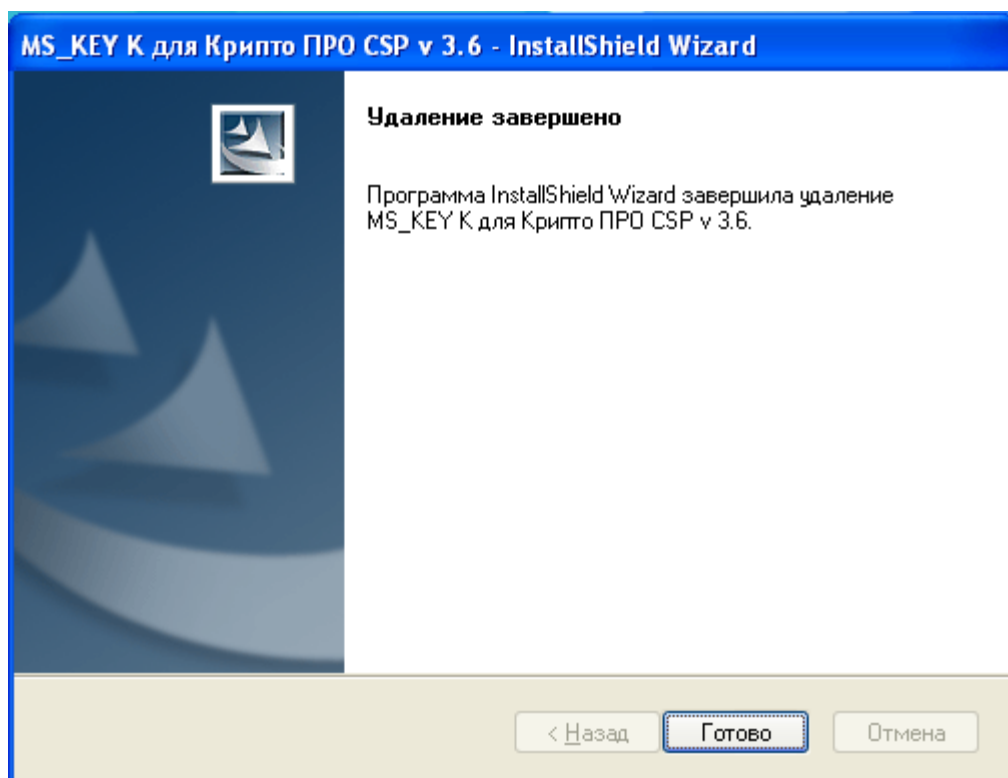 MS_KEY K для Крипто ПРО CSP v 3.6 - InstallShield Wizard
Удаление завершено
Программа InstallShield Wizard завершила удаление
MS_KEY K для Крипто ПРО CSP v 3.6.
< Назад
Готово
Отмена